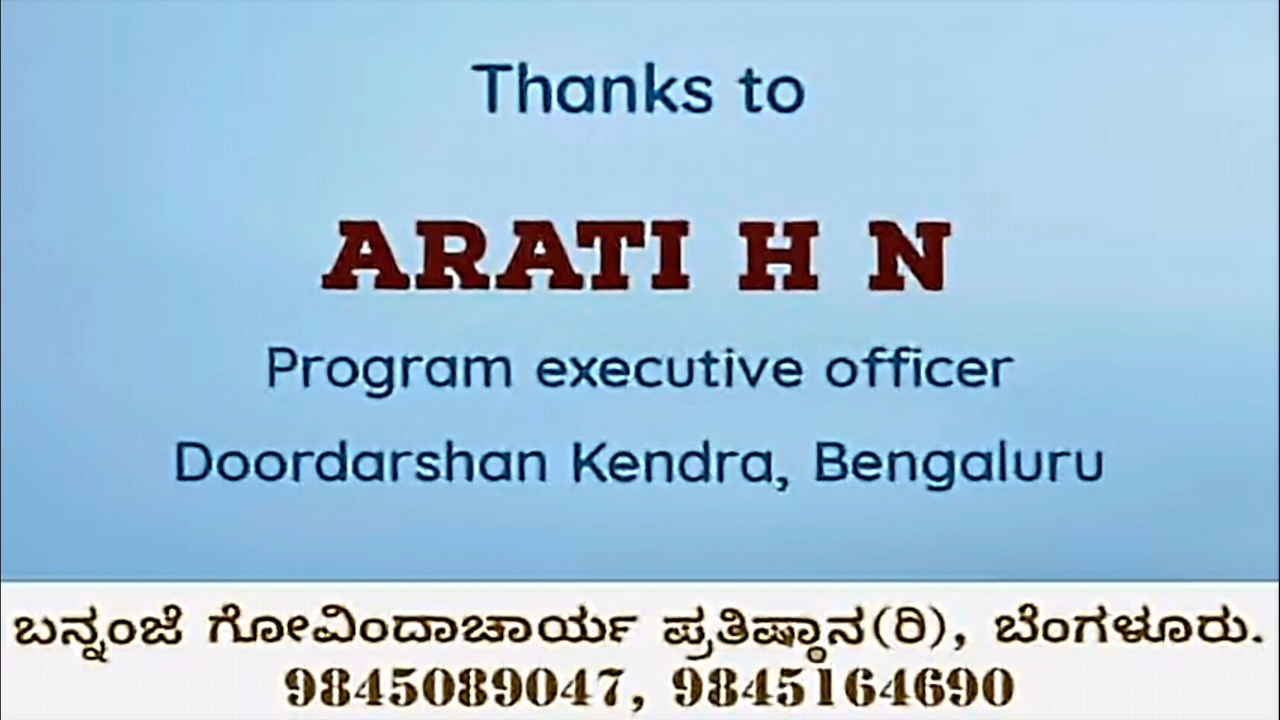 Thanks to
ARATI H N
Program executive officer
Doordarshan Kendra, Bengaluru
ಬನ್ನಂಜೆ ಗೋವಿಂದಾಚಾರ್ಯ ಪ್ರತಿಷ್ಠಾನ(ರಿ), ಬೆಂಗಳೂರು.
9845089047, 9845164690